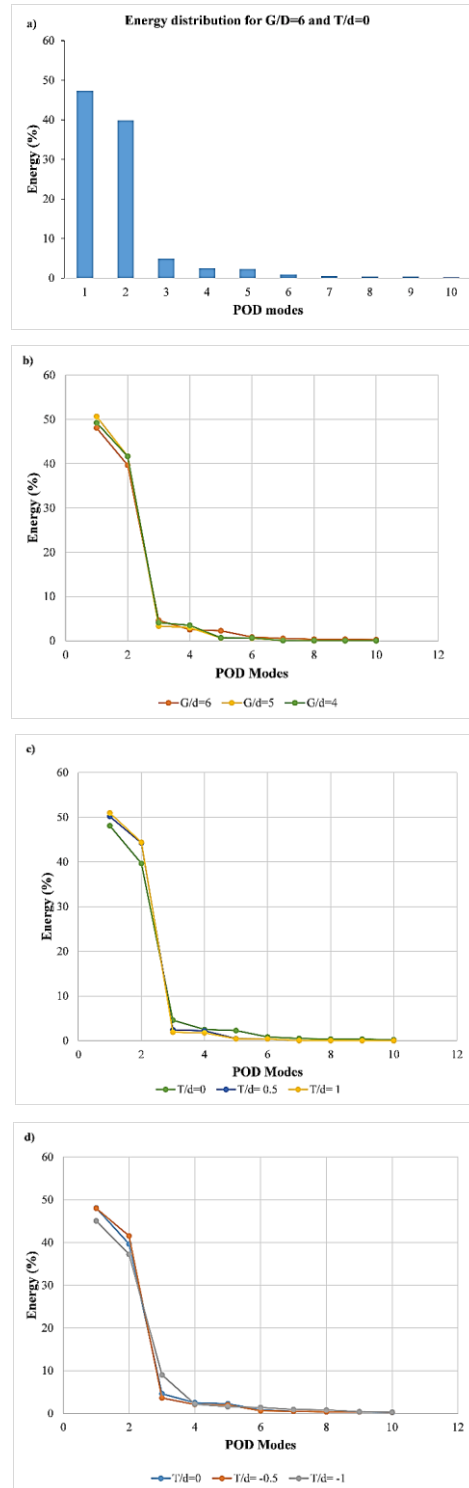 a) Energy distribution for G/D=6 and T/d=0
60
50
40
30
20
10
0
Energy (%)
1 2 3 4 5 6 7 8 9 10
POD modes
b)
60
50
40
30
20
10
0
Energy (%)
0 2 4 6 8 10 12
POD Modes
G/d=6 G/d=5 G/d=4
c)
60
50
40
30
20
10
0
Energy (%)
0 2 4 6 8 10 12
POD Modes
T/d=0 T/d= 0.5 T/d= 1
d)
60
50
40
30
20
10
0
Energy (%)
0 2 4 6 8 10 12
POD Modes
T/d=0 T/d= -0.5 T/d= -1